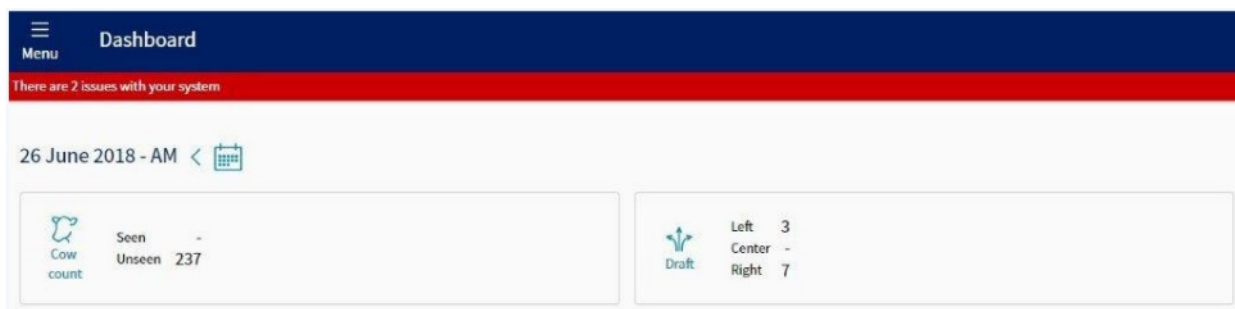 Menu
Dashboard
There are 2 issues with your system
26 June 2018 - AM <
Cow
count
Seen -
Unseen 237
Draft
Left 3
Center -
Right 7